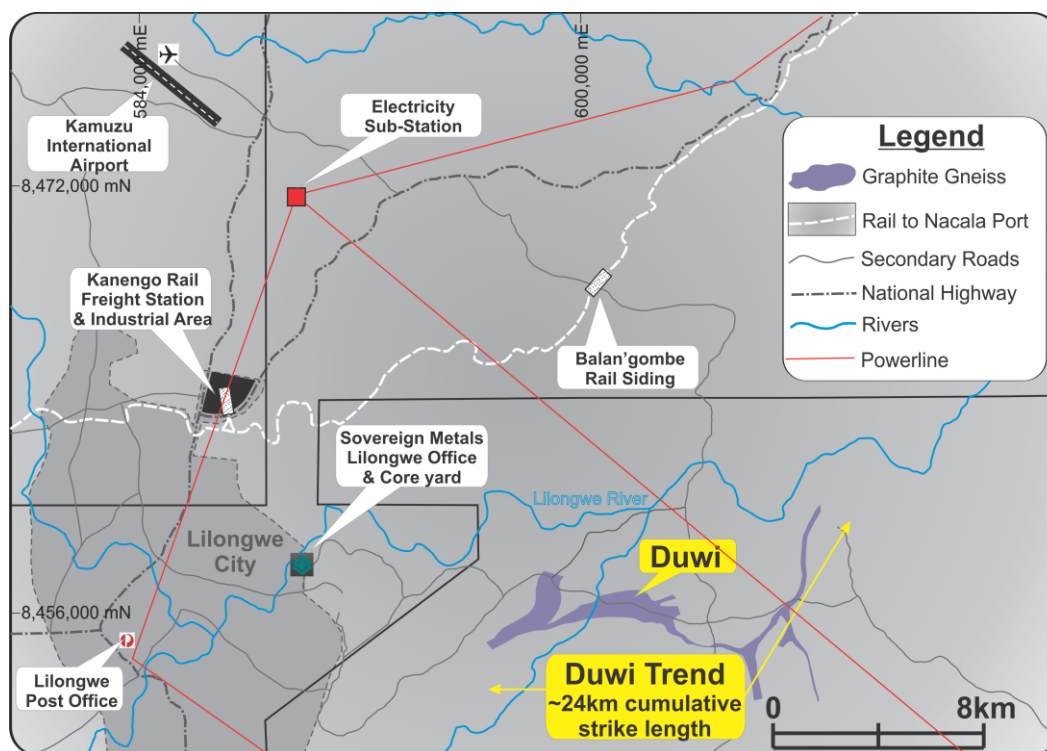 584,000 mE
600,000 mE
Kamuzu
International
Airport
Electricity
Sub-Station
8,472,000 mN
Kanengo Rail
Freight Station
& Industrial Area
Balan'gombe
Rail Siding
Legend
Graphite Gneiss
Rail to Nacala Port
Secondary Roads
National Highway
Rivers
Powerline
Sovereign Metals
Lilongwe Office
& Core yard
Lilongwe River
Lilongwe
City
Duwi
8,456,000 mN
Lilongwe
Post Office
Duwi Trend
~24km cumulative
strike length
0 8km